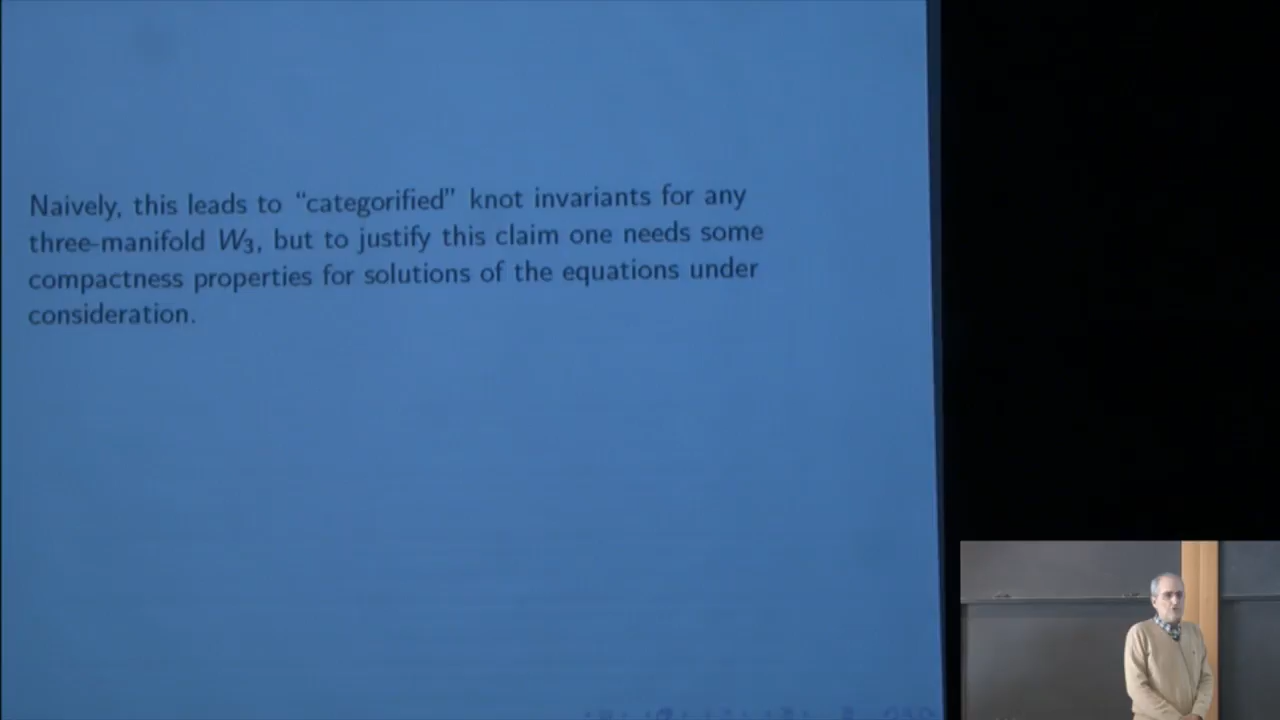 Naively, this leads to “categorified” knot invariants for any
three-manifold W₃, but to justify this claim one needs some
compactness properties for solutions of the equations under
consideration.